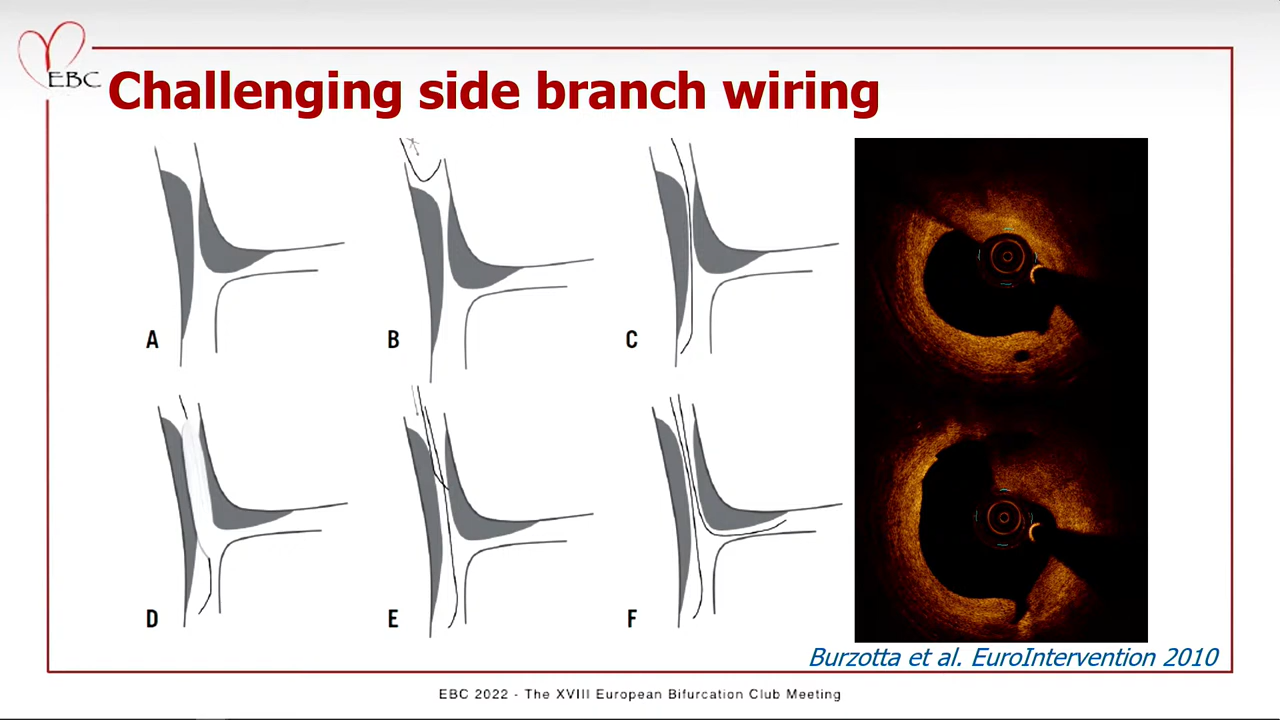 EBC
Challenging side branch wiring
A
B
C
D
E
F
Burzotta et al. EuroIntervention 2010
EBC 2022 - The XVIII European Bifurcation Club Meeting